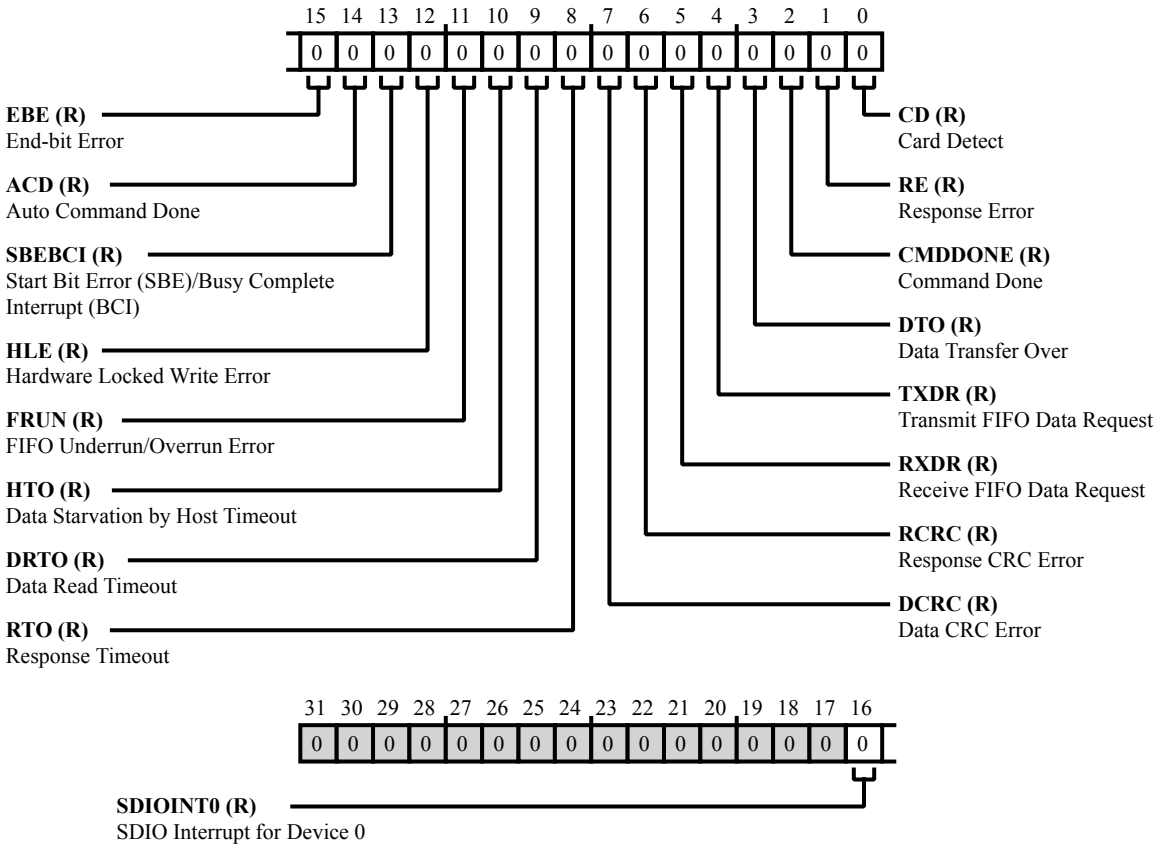 15 14 13 12 11 10 9 8 7 6 5 4 3 2 1 0
0 0 0 0 0 0 0 0 0 0 0 0 0 0 0 0
EBE (R)
End-bit Error
ACD (R)
Auto Command Done
SBEBCI (R)
Start Bit Error (SBE)/Busy Complete
Interrupt (BCI)
HLE (R)
Hardware Locked Write Error
FRUN (R)
FIFO Underrun/Overrun Error
HTO (R)
Data Starvation by Host Timeout
DRTO (R)
Data Read Timeout
RTO (R)
Response Timeout
CD (R)
Card Detect
RE (R)
Response Error
CMDDONE (R)
Command Done
DTO (R)
Data Transfer Over
TXDR (R)
Transmit FIFO Data Request
RXDR (R)
Receive FIFO Data Request
RCRC (R)
Response CRC Error
DCRC (R)
Data CRC Error
31 30 29 28 27 26 25 24 23 22 21 20 19 18 17 16
0 0 0 0 0 0 0 0 0 0 0 0 0 0 0 0
SDIOINT0 (R)
SDIO Interrupt for Device 0